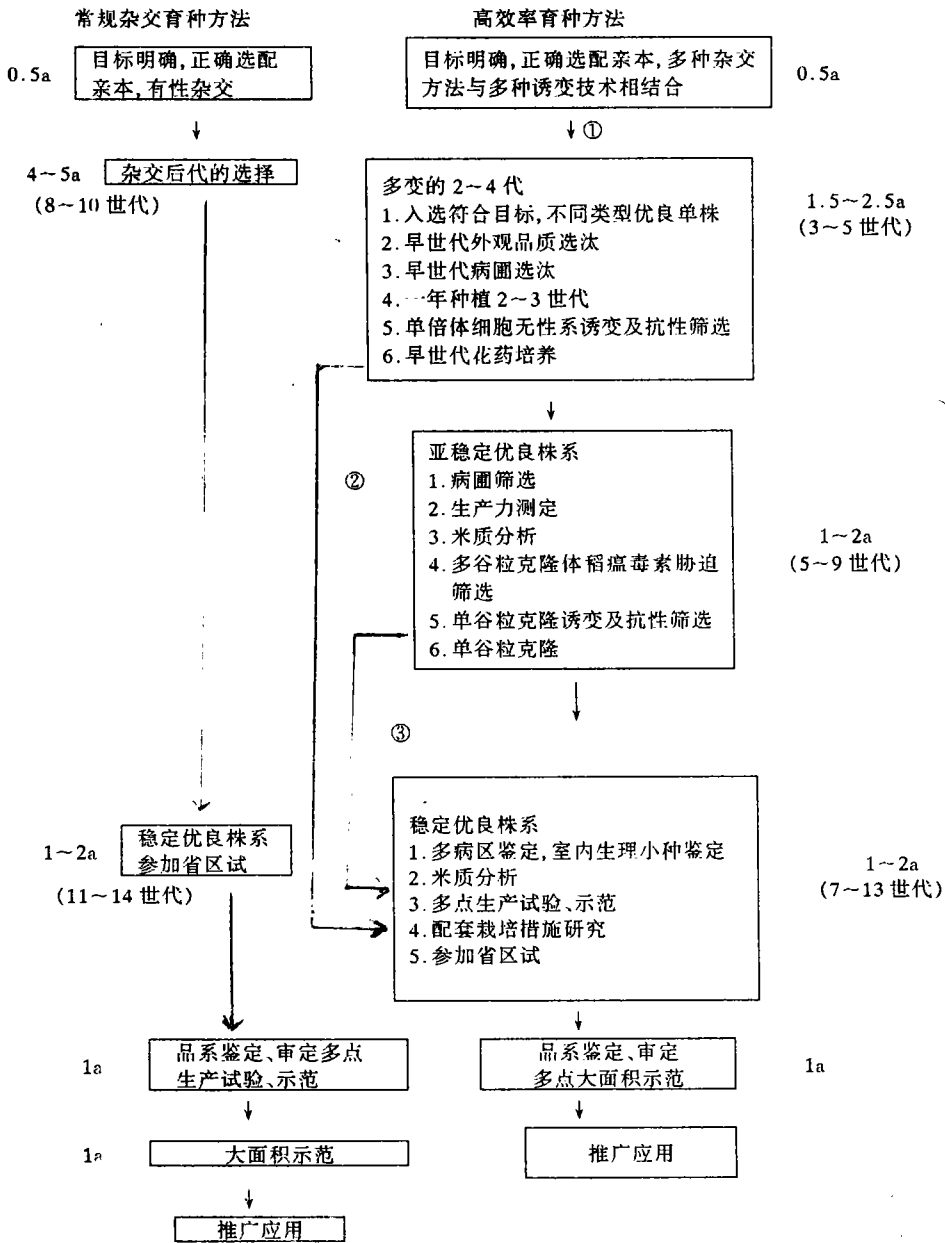 常规杂交育种方法
高效率育种方法
0.5a
目标明确,正确选配
亲本,有性杂交
目标明确,正确选配亲本,多种杂交
方法与多种诱变技术相结合
0.5a
①
4~5a
(8~10 世代)
杂交后代的选择
多变的 2~4 代
1.入选符合目标,不同类型优良单株
2.早世代外观品质选汰
3.早世代病圃选汰
4.一年种植 2~3 世代
5.单倍体细胞无性系诱变及抗性筛选
6.早世代花药培养
1.5~2.5a
(3~5 世代)
②
亚稳定优良株系
1.病圃筛选
2.生产力测定
3.米质分析
4.多谷粒克隆体稻瘟毒素胁迫
筛选
5.单谷粒克隆诱变及抗性筛选
6.单谷粒克隆
1~2a
(5~9 世代)
③
1~2a
(11~14 世代)
稳定优良株系
参加省区试
稳定优良株系
1.多病区鉴定,室内生理小种鉴定
2.米质分析
3.多点生产试验、示范
4.配套栽培措施研究
5.参加省区试
1~2a
(7~13 世代)
1a
品系鉴定、审定多点
生产试验、示范
品系鉴定、审定
多点大面积示范
1a
1a
大面积示范
推广应用
推广应用